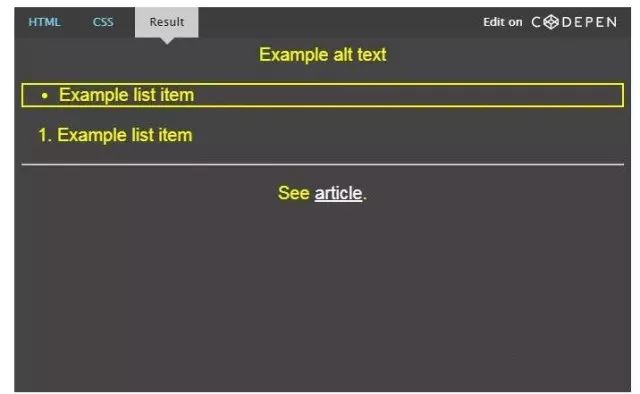 HTML CSS Result Edit on CODEPEN
Example alt text
• Example list item
1. Example list item
See article.